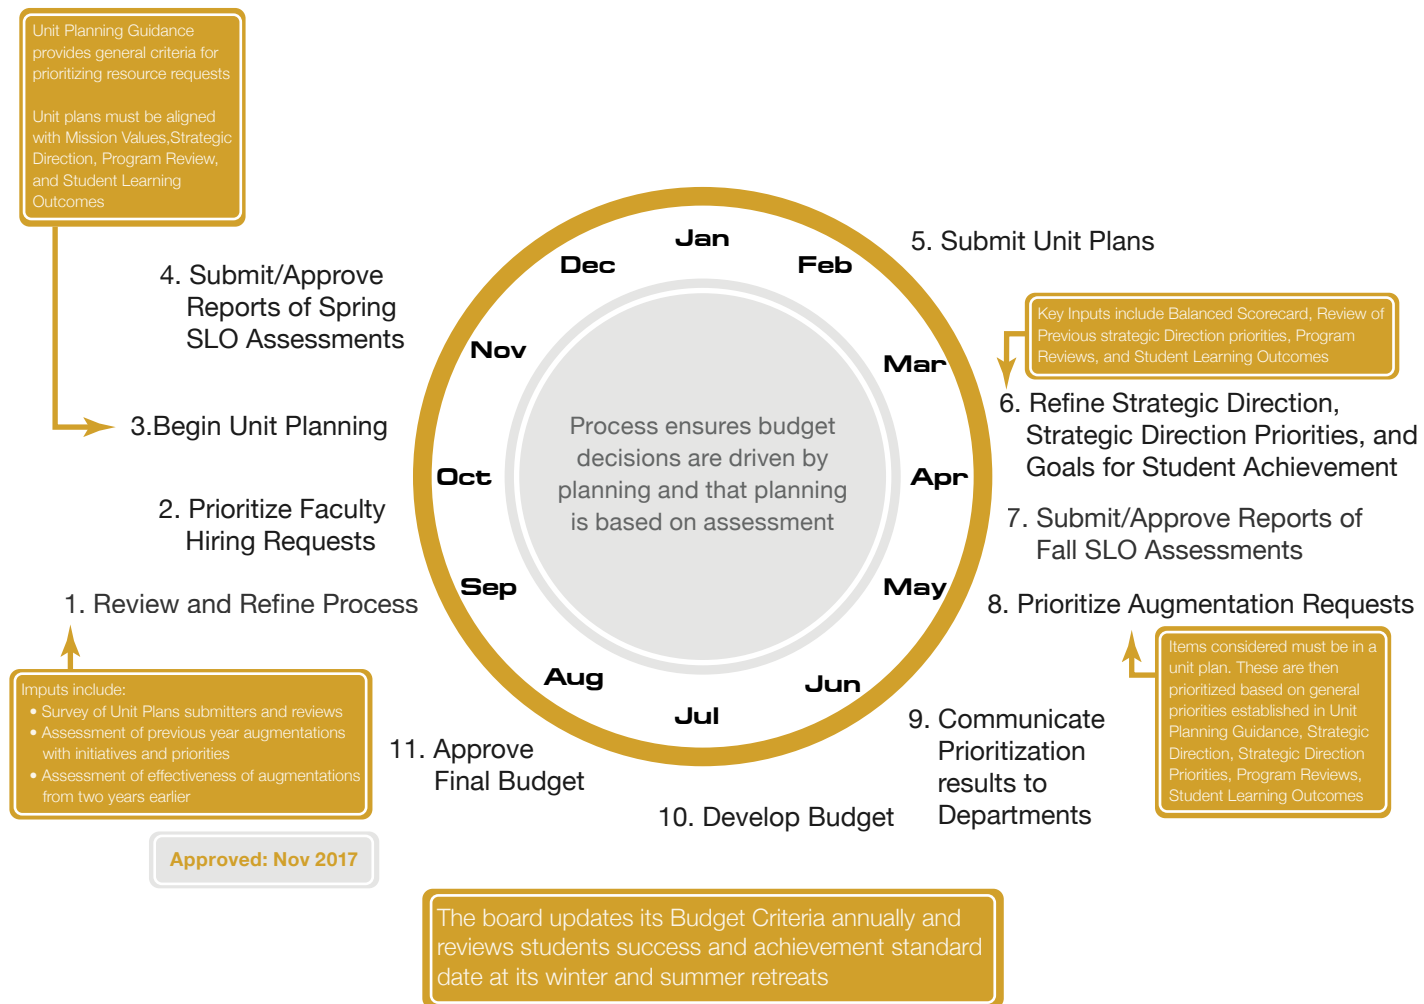 Unit Planning Guidance
provides general criteria for
prioritizing resource requests
Unit plans must be aligned
with Mission Values,Strategic
Direction, Program Review,
and Student Learning
Outcomes
4. Submit/Approve
Reports of Spring
SLO Assessments
3.Begin Unit Planning
2. Prioritize Faculty
Hiring Requests
1. Review and Refine Process
Imputs include:
• Survey of Unit Plans submitters and reviews
• Assessment of previous year augmentations
with initiatives and priorities
• Assessment of effectiveness of augmentations
from two years earlier
Approved: Nov 2017
Jan
Feb
Mar
Apr
May
Jun
Jul
Aug
Sep
Oct
Nov
Dec
Process ensures budget
decisions are driven by
planning and that planning
is based on assessment
5. Submit Unit Plans
Key Inputs include Balanced Scorecard, Review of
Previous strategic Direction priorities, Program
Reviews, and Student Learning Outcomes
6. Refine Strategic Direction,
Strategic Direction Priorities, and
Goals for Student Achievement
7. Submit/Approve Reports of
Fall SLO Assessments
8. Prioritize Augmentation Requests
Items considered must be in a
unit plan. These are then
prioritized based on general
priorities established in Unit
Planning Guidance, Strategic
Direction, Strategic Direction
Priorities, Program Reviews,
Student Learning Outcomes
9. Communicate
Prioritization
results to
Departments
10. Develop Budget
11. Approve
Final Budget
The board updates its Budget Criteria annually and
reviews students success and achievement standard
date at its winter and summer retreats